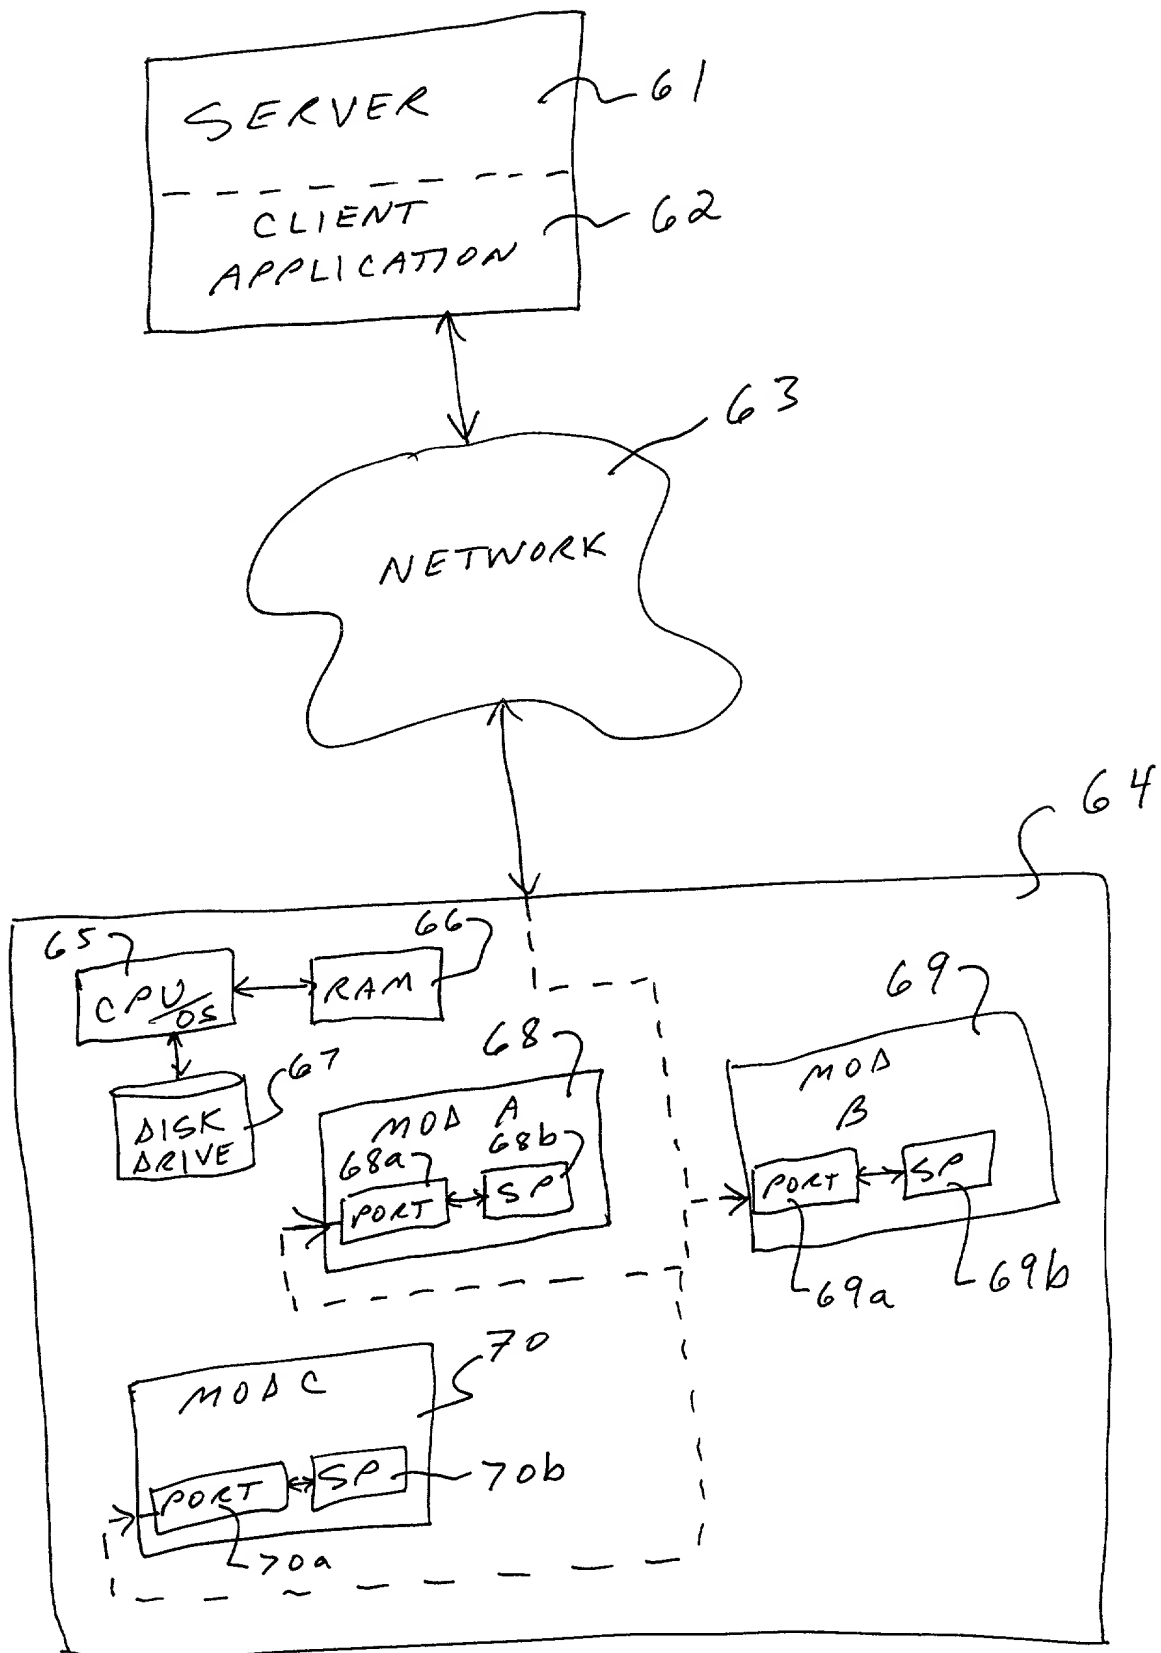 SERVER
61
CLIENT
APPLICATION
62
63
NETWORK
64
65
CPU/OS
66
RAM
67
DISK
DRIVE
68
MOD A
68a
68b
PORT
SP
69
MOD
B
PORT
SP
69a
69b
70
MOD C
PORT
SP
70b
70a